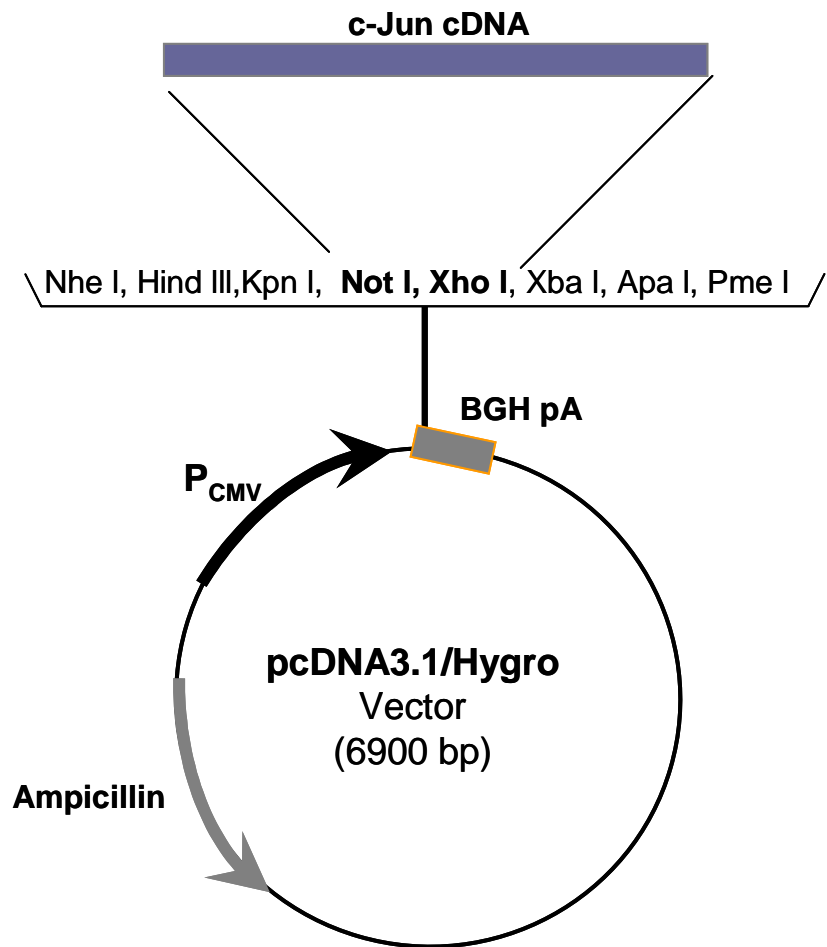 c-Jun cDNA
Nhe I, Hind III,Kpn I, Not I, Xho I, Xba I, Apa I, Pme I
BGH pA
PCMV
pcDNA3.1/Hygro
Vector
(6900 bp)
Ampicillin